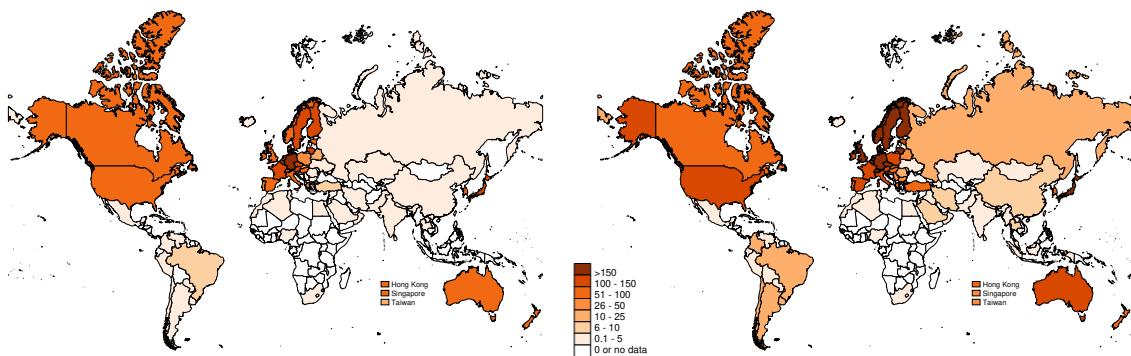 Hong Kong
Singapore
Taiwan
>150
100 - 150
51 - 100
26 - 50
10 - 25
6 - 10
0.1 - 5
0 or no data
Hong Kong
Singapore
Taiwan